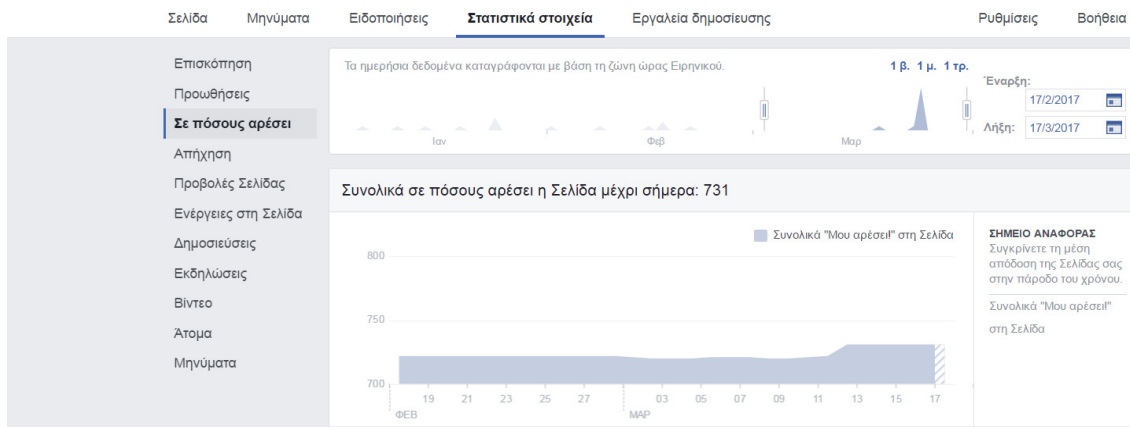 Σελίδα Μηνύματα Ειδοποιήσεις Στατιστικά στοιχεία Εργαλεία δημοσίευσης Ρυθμίσεις Βοήθεια
Επισκόπηση
Προωθήσεις
Σε πόσους αρέσει
Απήχηση
Προβολές Σελίδας
Ενέργειες στη Σελίδα
Δημοσιεύσεις
Εκδηλώσεις
Βίντεο
Άτομα
Μηνύματα
Τα ημερήσια δεδομένα καταγράφονται με βάση τη ζώνη ώρας Ειρηνικού.
1 β. 1 μ. 1 τρ.
Ιαν Φεβ Μαρ
Έναρξη:
17/2/2017
Λήξη: 17/3/2017
Συνολικά σε πόσους αρέσει η Σελίδα μέχρι σήμερα: 731
Συνολικά "Μου αρέσει!" στη Σελίδα
800
750
700
19 21 23 25 27 03 05 07 09 11 13 15 17
ΦΕΒ ΜΑΡ
ΣΗΜΕΙΟ ΑΝΑΦΟΡΑΣ
Συγκρίνετε τη μέση
απόδοση της Σελίδας σας
στην πάροδο του χρόνου.
Συνολικά "Μου αρέσει!"
στη Σελίδα